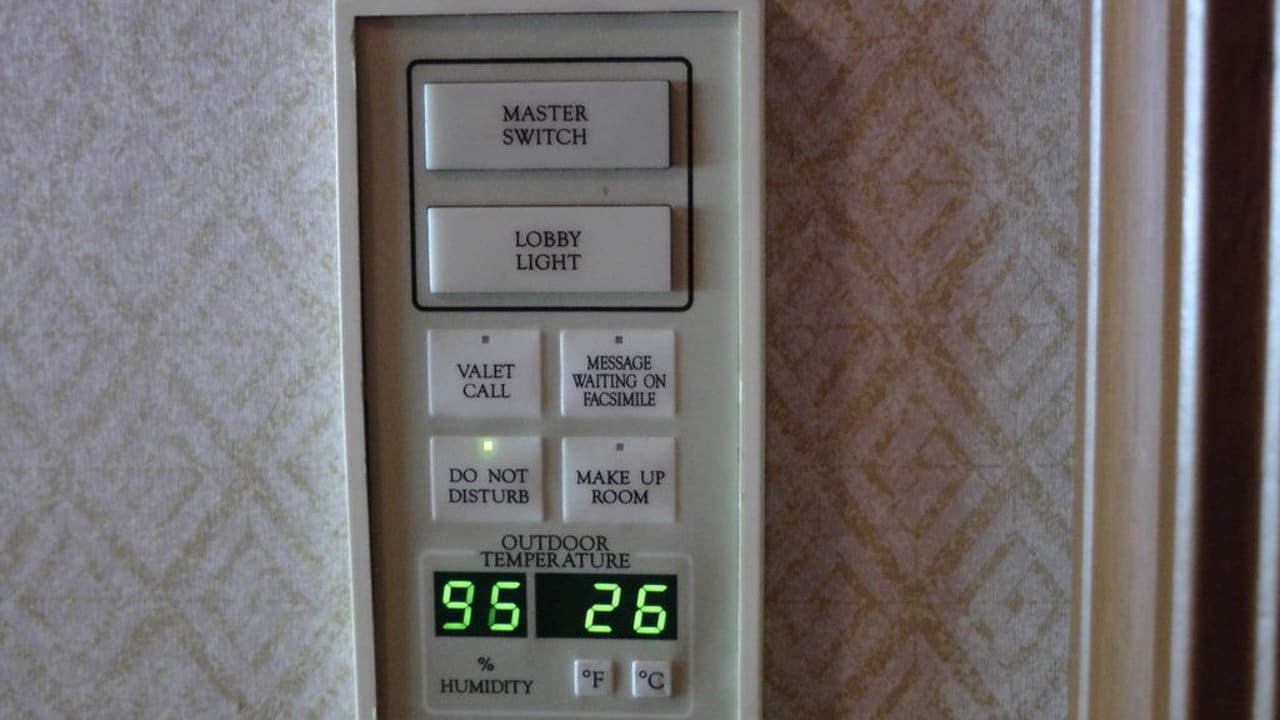 MASTER
SWITCH
LOBBY
LIGHT
VALET
CALL
MESSAGE
WAITING ON
FACSIMILE
DO NOT
DISTURB
MAKE UP
ROOM
OUTDOOR
TEMPERATURE
96 26
%
HUMIDITY
°F °C